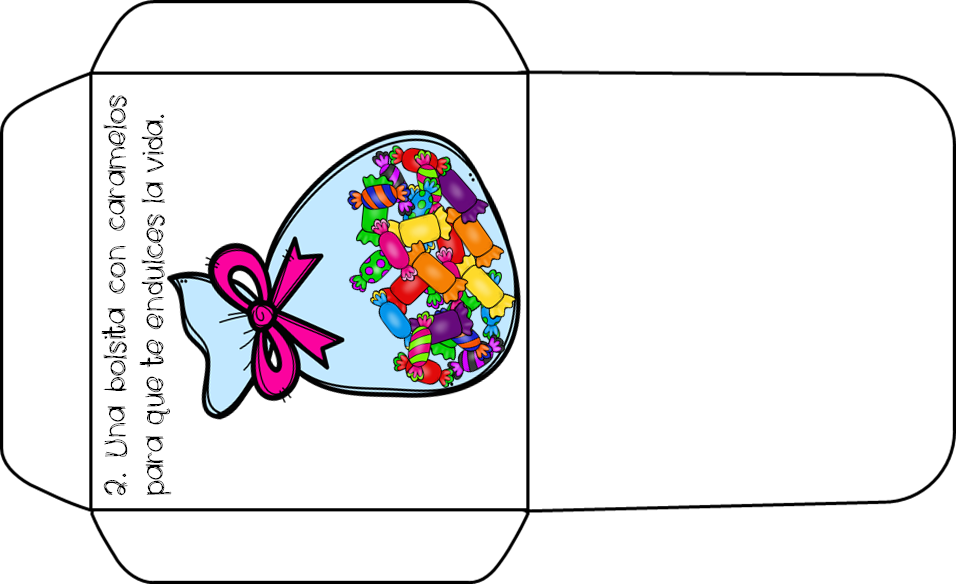 2. Una bolsita con caramelos
para que te endulces la vida.